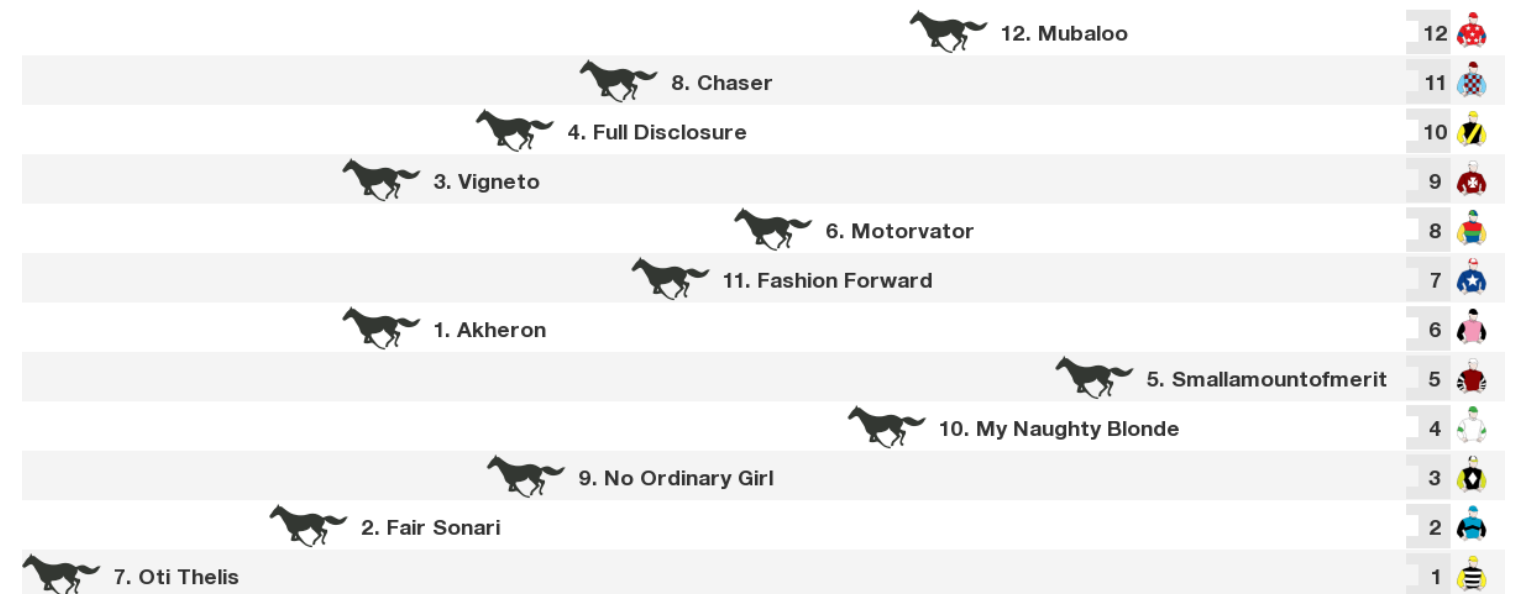 12. Mubaloo 12
8. Chaser 11
4. Full Disclosure 10
3. Vigneto 9
6. Motorvator 8
11. Fashion Forward 7
1. Akheron 6
5. Smallamountofmerit 5
10. My Naughty Blonde 4
9. No Ordinary Girl 3
2. Fair Sonari 2
7. Oti Thelis 1